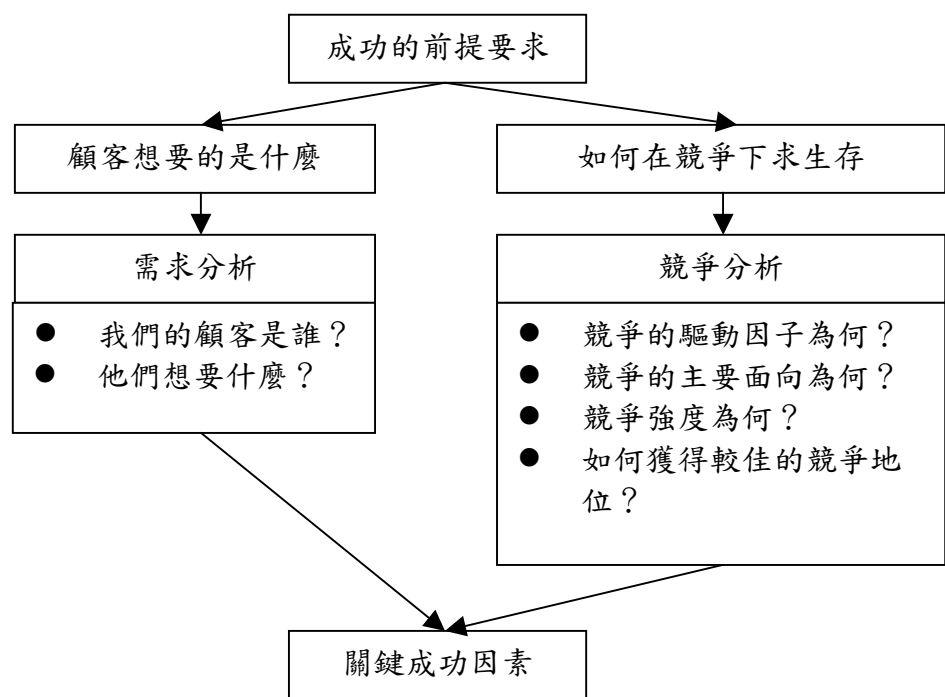 成功的前提要求
顧客想要的是什麼
如何在競爭下求生存
需求分析
● 我們的顧客是誰？
● 他們想要什麼？
競爭分析
● 競爭的驅動因子為何？
● 競爭的主要面向為何？
● 競爭強度為何？
● 如何獲得較佳的競爭地
位？
關鍵成功因素